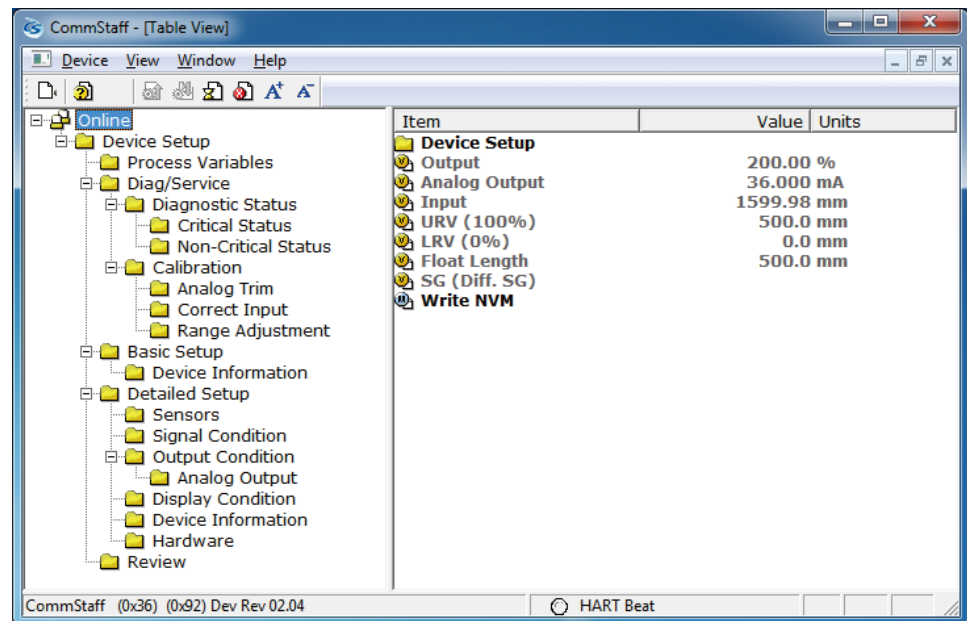 CommStaff - [Table View]
Device View Window Help
Online
Device Setup
Process Variables
Diag/Service
Diagnostic Status
Critical Status
Non-Critical Status
Calibration
Analog Trim
Correct Input
Range Adjustment
Basic Setup
Device Information
Detailed Setup
Sensors
Signal Condition
Output Condition
Analog Output
Display Condition
Device Information
Hardware
Review
Item Value Units
Device Setup
Output 200.00 %
Analog Output 36.000 mA
Input 1599.98 mm
URV (100%) 500.0 mm
LRV (0%) 0.0 mm
Float Length 500.0 mm
SG (Diff. SG)
Write NVM
CommStaff (0x36) (0x92) Dev Rev 02.04
HART Beat